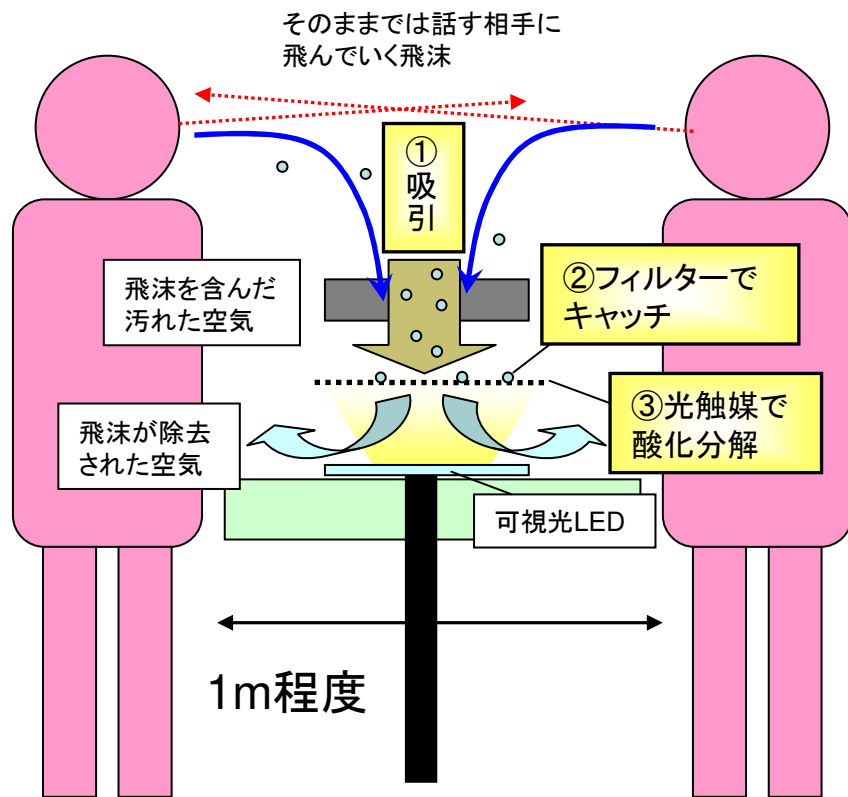 そのままでは話す相手に
飛んでいく飛沫
①
吸
引
飛沫を含んだ
汚れた空気
②フィルターで
キャッチ
③光触媒で
酸化分解
飛沫が除去
された空気
可視光LED
1m程度